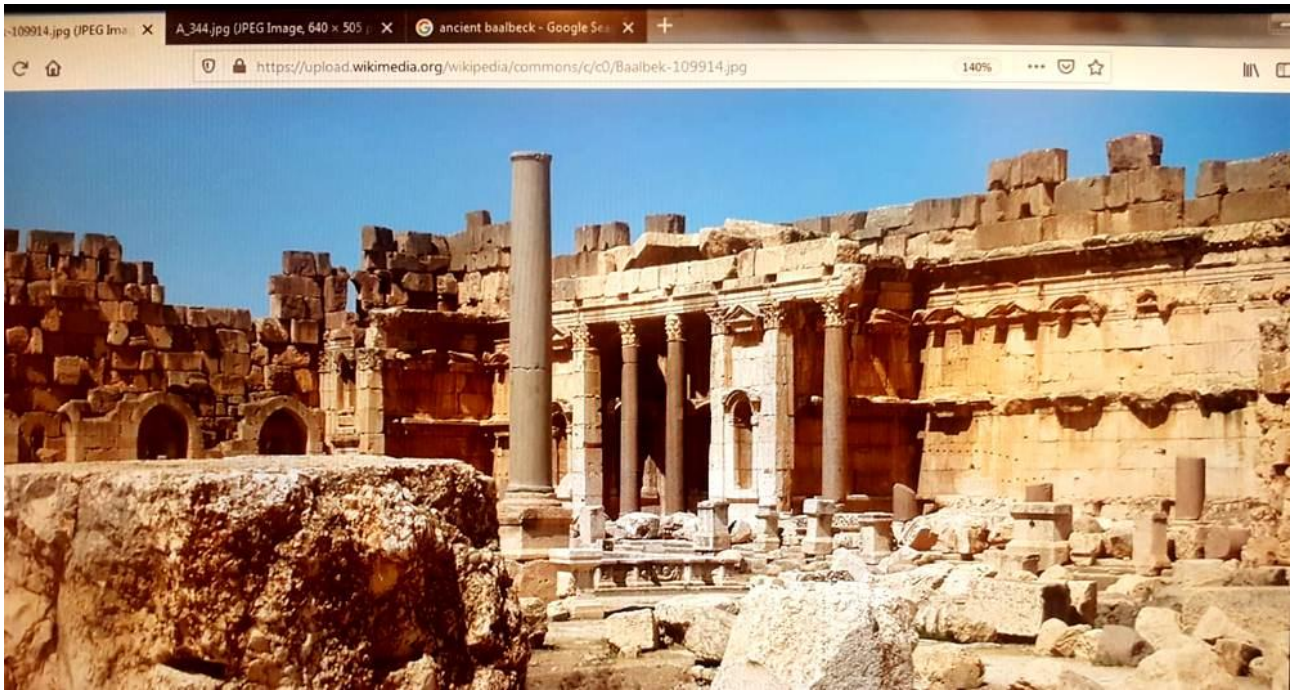 -109914.jpg (JPEG Ima
A_344.jpg (JPEG Image, 640 × 505 p
ancient baalbeck - Google Sea
https://upload.wikimedia.org/wikipedia/commons/c/c0/Baalbek-109914.jpg
140%